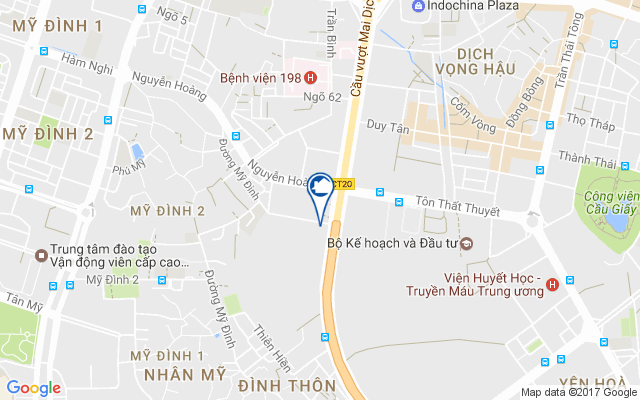 Ngõ 5
Trần Bình
Cầu vượt Mai Dịc
Indochina Plaza
MỸ ĐÌNH 1
Hàm Nghi
Nguyễn Hoàng
Bệnh viện 198
H
Ngõ 62
DỊCH
VỌNG HẬU
Trần Thái Tông
Đông Bông
Cốm Vòng
Thọ Tháp
Duy Tân
MỸ ĐÌNH 2
Phú Mỹ
Đường Mỹ Đình
Nguyễn Hoàng
CT20
Thành Thái
Tôn Thất Thuyết
Công viên
Cầu Giấy
MỸ ĐÌNH 2
Trung tâm đào tạo
Vận động viên cấp cao...
Bộ Kế hoạch và Đầu tư
Viện Huyết Học -
Truyền Máu Trung ương
H
Mỹ Đình 2
Tân Mỹ
Đường Mỹ Đình
Thiên Hiền
MỸ ĐÌNH 1
NHÂN MỸ
ĐÌNH THÔN
YÊN HOÀ
Google
Map data ©2017 Google